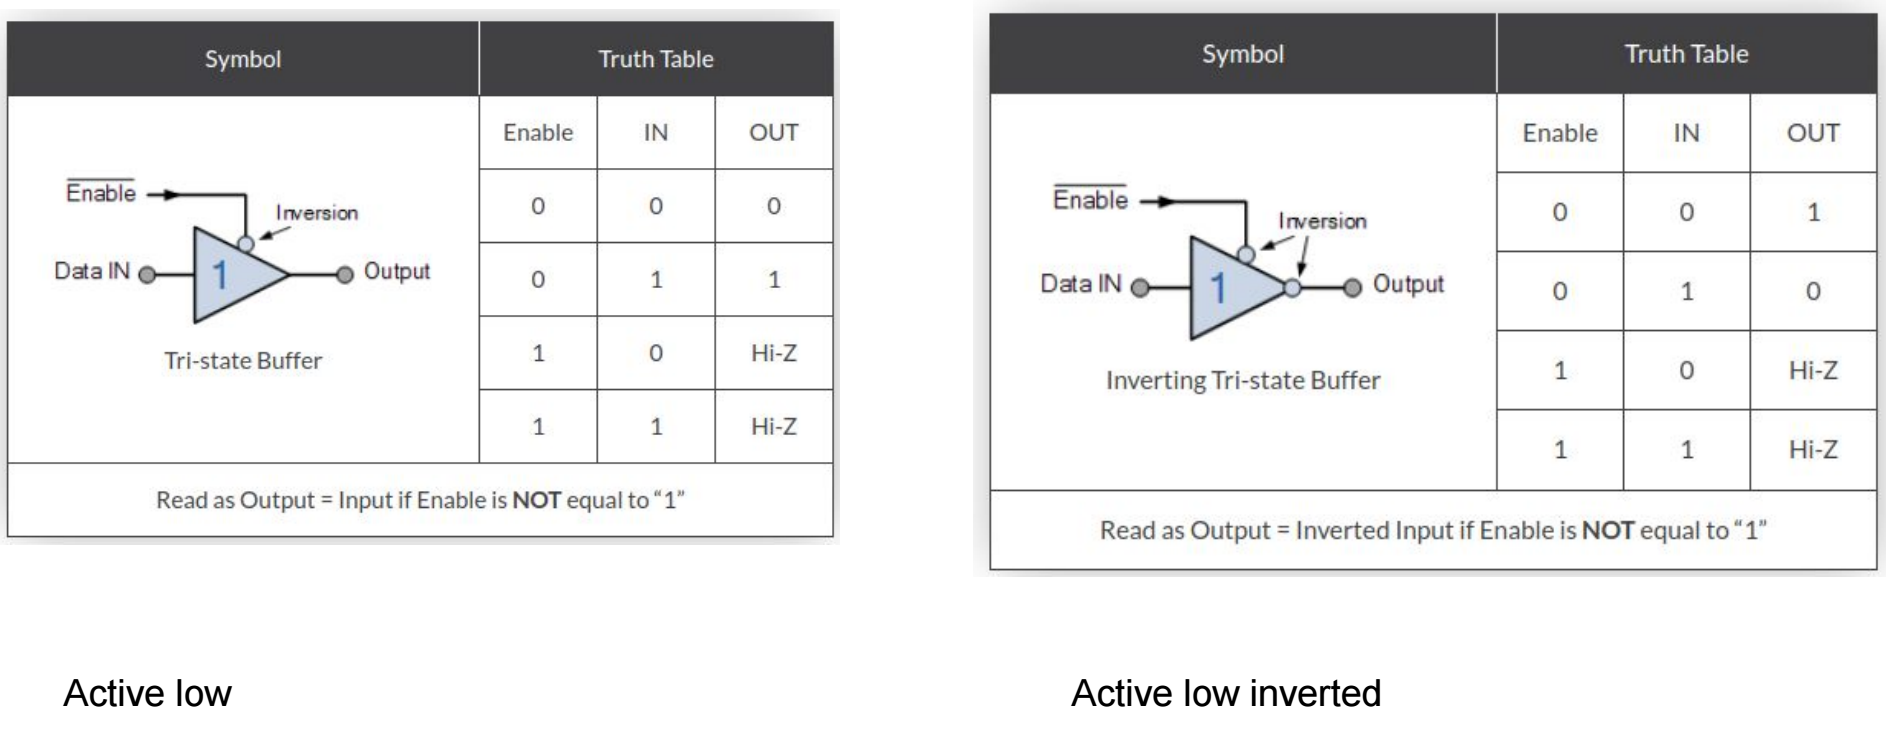 Symbol Truth Table
Enable IN OUT
Enable
Inversion
Data IN 1 Output
Tri-state Buffer
0 0 0
0 1 1
1 0 Hi-Z
1 1 Hi-Z
Read as Output = Input if Enable is NOT equal to “1”
Active low
Symbol Truth Table
Enable IN OUT
Enable
Inversion
Data IN 1 Output
Inverting Tri-state Buffer
0 0 1
0 1 0
1 0 Hi-Z
1 1 Hi-Z
Read as Output = Inverted Input if Enable is NOT equal to “1”
Active low inverted